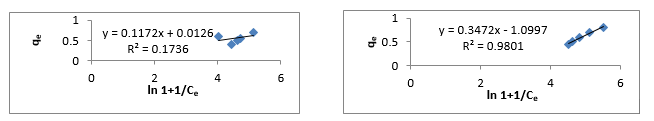 1
y = 0.1172x + 0.0126
R² = 0.1736
0.5
0
0
2
4
6
qe
ln 1+1/Ce
1
y = 0.3472x - 1.0997
R² = 0.9801
0.5
0
0
2
4
6
qe
ln 1+1/Ce